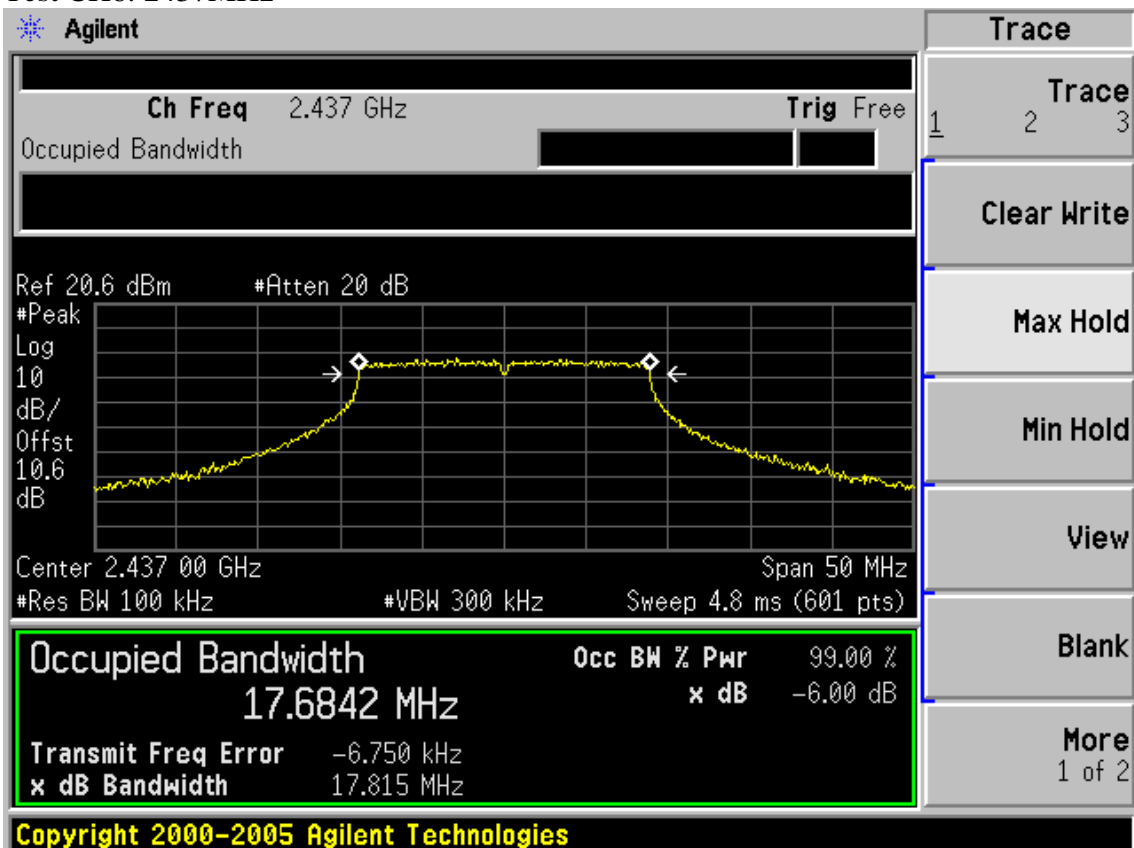 Agilent
Trace
Ch Freq 2.437 GHz Trig Free
Occupied Bandwidth
Trace
1 2 3
Clear Write
Max Hold
Min Hold
View
Blank
More
1 of 2
Ref 20.6 dBm #Atten 20 dB
#Peak
Log
10
dB/
Offst
10.6
dB
Center 2.437 00 GHz Span 50 MHz
#Res BW 100 kHz #VBW 300 kHz Sweep 4.8 ms (601 pts)
Occupied Bandwidth Occ BW % Pwr 99.00 %
17.6842 MHz x dB -6.00 dB
Transmit Freq Error -6.750 kHz
x dB Bandwidth 17.815 MHz
Copyright 2000-2005 Agilent Technologies